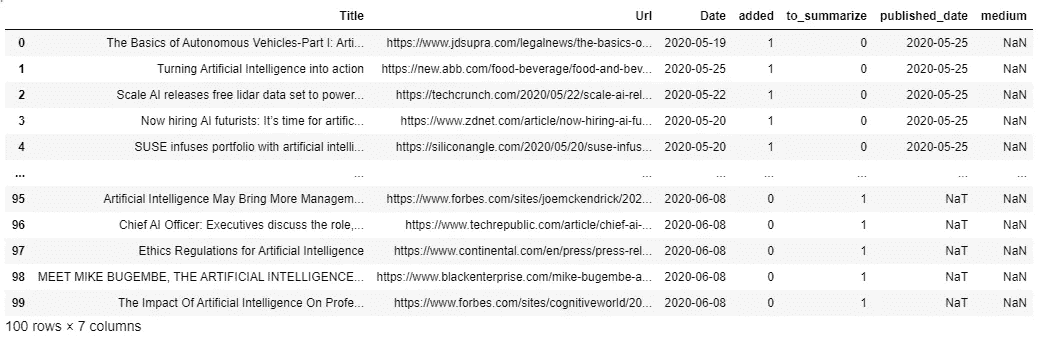 Title Url Date added to_summarize published_date medium
0 The Basics of Autonomous Vehicles-Part I: Arti... https://www.jdsupra.com/legalnews/the-basics-o... 2020-05-19 1 0 2020-05-25 NaN
1 Turning Artificial Intelligence into action https://new.abb.com/food-beverage/food-and-bev... 2020-05-25 1 0 2020-05-25 NaN
2 Scale AI releases free lidar data set to power... https://techcrunch.com/2020/05/22/scale-ai-rel... 2020-05-22 1 0 2020-05-25 NaN
3 Now hiring AI futurists: It's time for artific... https://www.zdnet.com/article/now-hiring-ai-fu... 2020-05-20 1 0 2020-05-25 NaN
4 SUSE infuses portfolio with artificial intelli... https://siliconangle.com/2020/05/20/suse-infus... 2020-05-20 1 0 2020-05-25 NaN
... ... ... ... ... ... ... ...
95 Artificial Intelligence May Bring More Managem... https://www.forbes.com/sites/joemckendrick/202... 2020-06-08 0 1 NaT NaN
96 Chief AI Officer: Executives discuss the role,... https://www.techrepublic.com/article/chief-ai-... 2020-06-08 0 1 NaT NaN
97 Ethics Regulations for Artificial Intelligence https://www.continental.com/en/press/press-rel... 2020-06-08 0 1 NaT NaN
98 MEET MIKE BUGEMBE, THE ARTIFICIAL INTELLIGENCE... https://www.blackenterprise.com/mike-bugembe-a... 2020-06-08 0 1 NaT NaN
99 The Impact Of Artificial Intelligence On Profe... https://www.forbes.com/sites/cognitiveworld/20... 2020-06-08 0 1 NaT NaN
100 rows × 7 columns